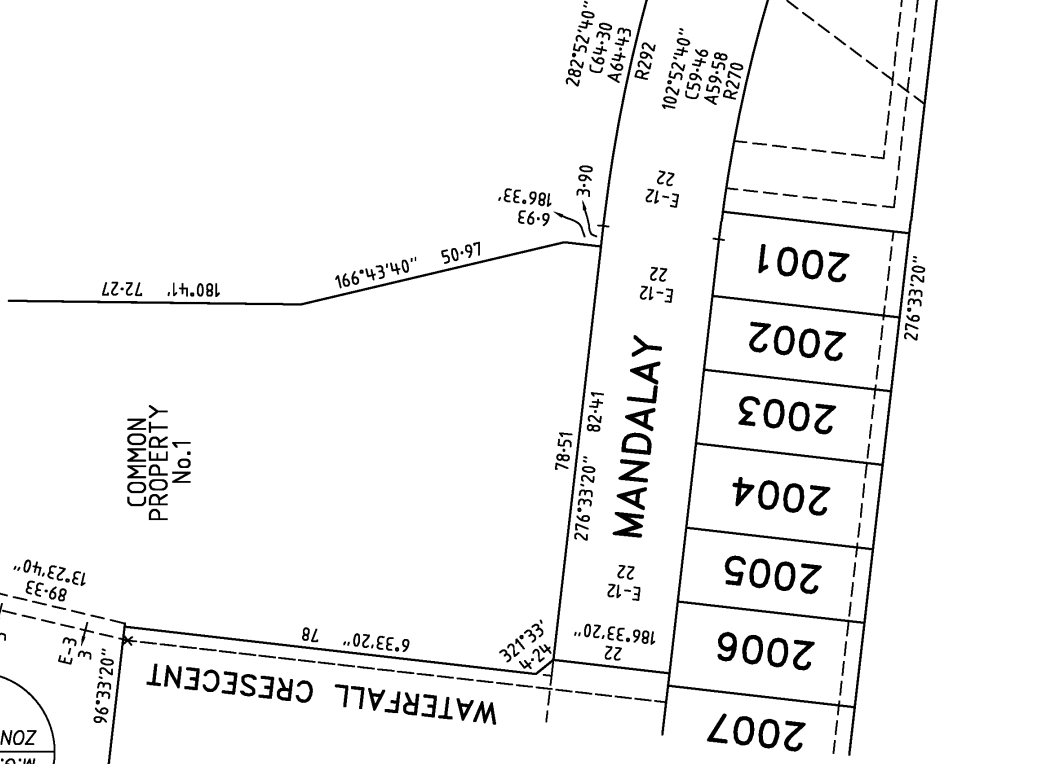 282°52'40"
C64·30
A64·43
R292
102°52'40"
C59·46
A59·58
R270
3·90
186°33'
6·93
E-12
22
2001
276°33'20"
50·97
166°43'40"
180°41' 72·27
E-12
22
2002
MANDALAY
2003
82·41
78·51
276°33'20"
COMMON
PROPERTY
No.1
2004
2005
E-12
22
13°23'40"
89·33
186°33'20"
22
2006
6°33'20" 78
321°33'
4·24
E-3
3
96°33'20"
WATERFALL CRESECENT
2007
ZON